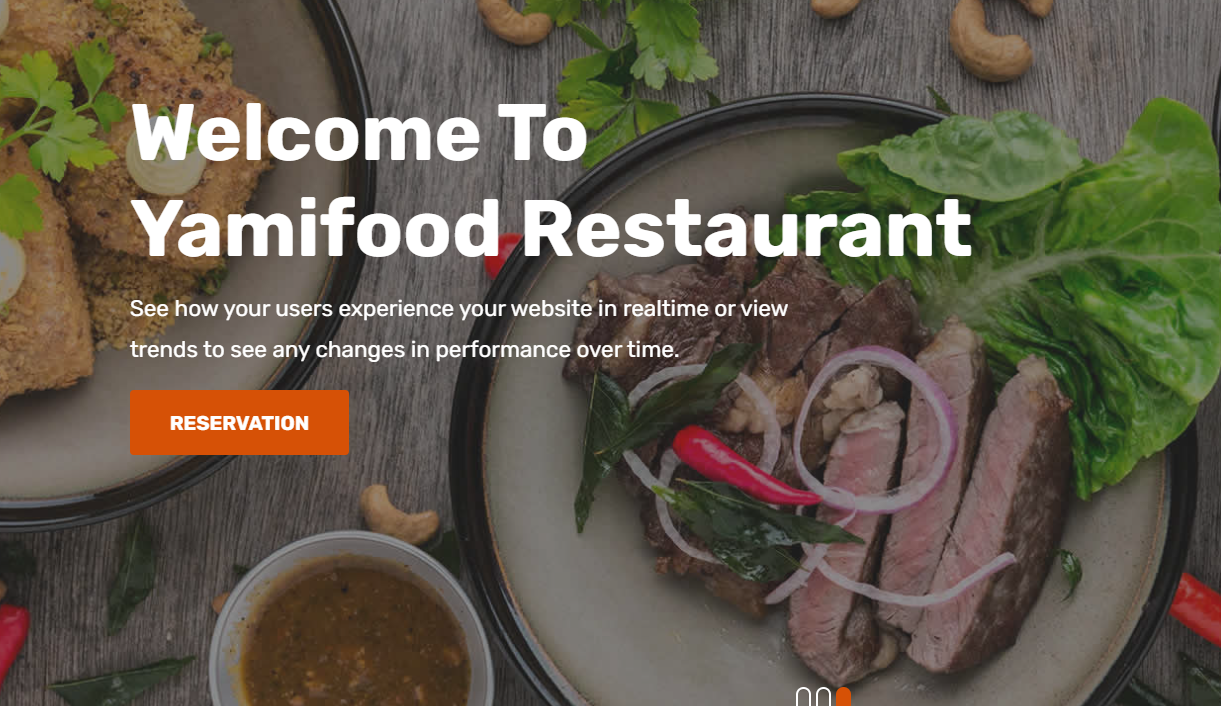 Welcome To
Yamifood Restaurant
See how your users experience your website in realtime or view
trends to see any changes in performance over time.
RESERVATION